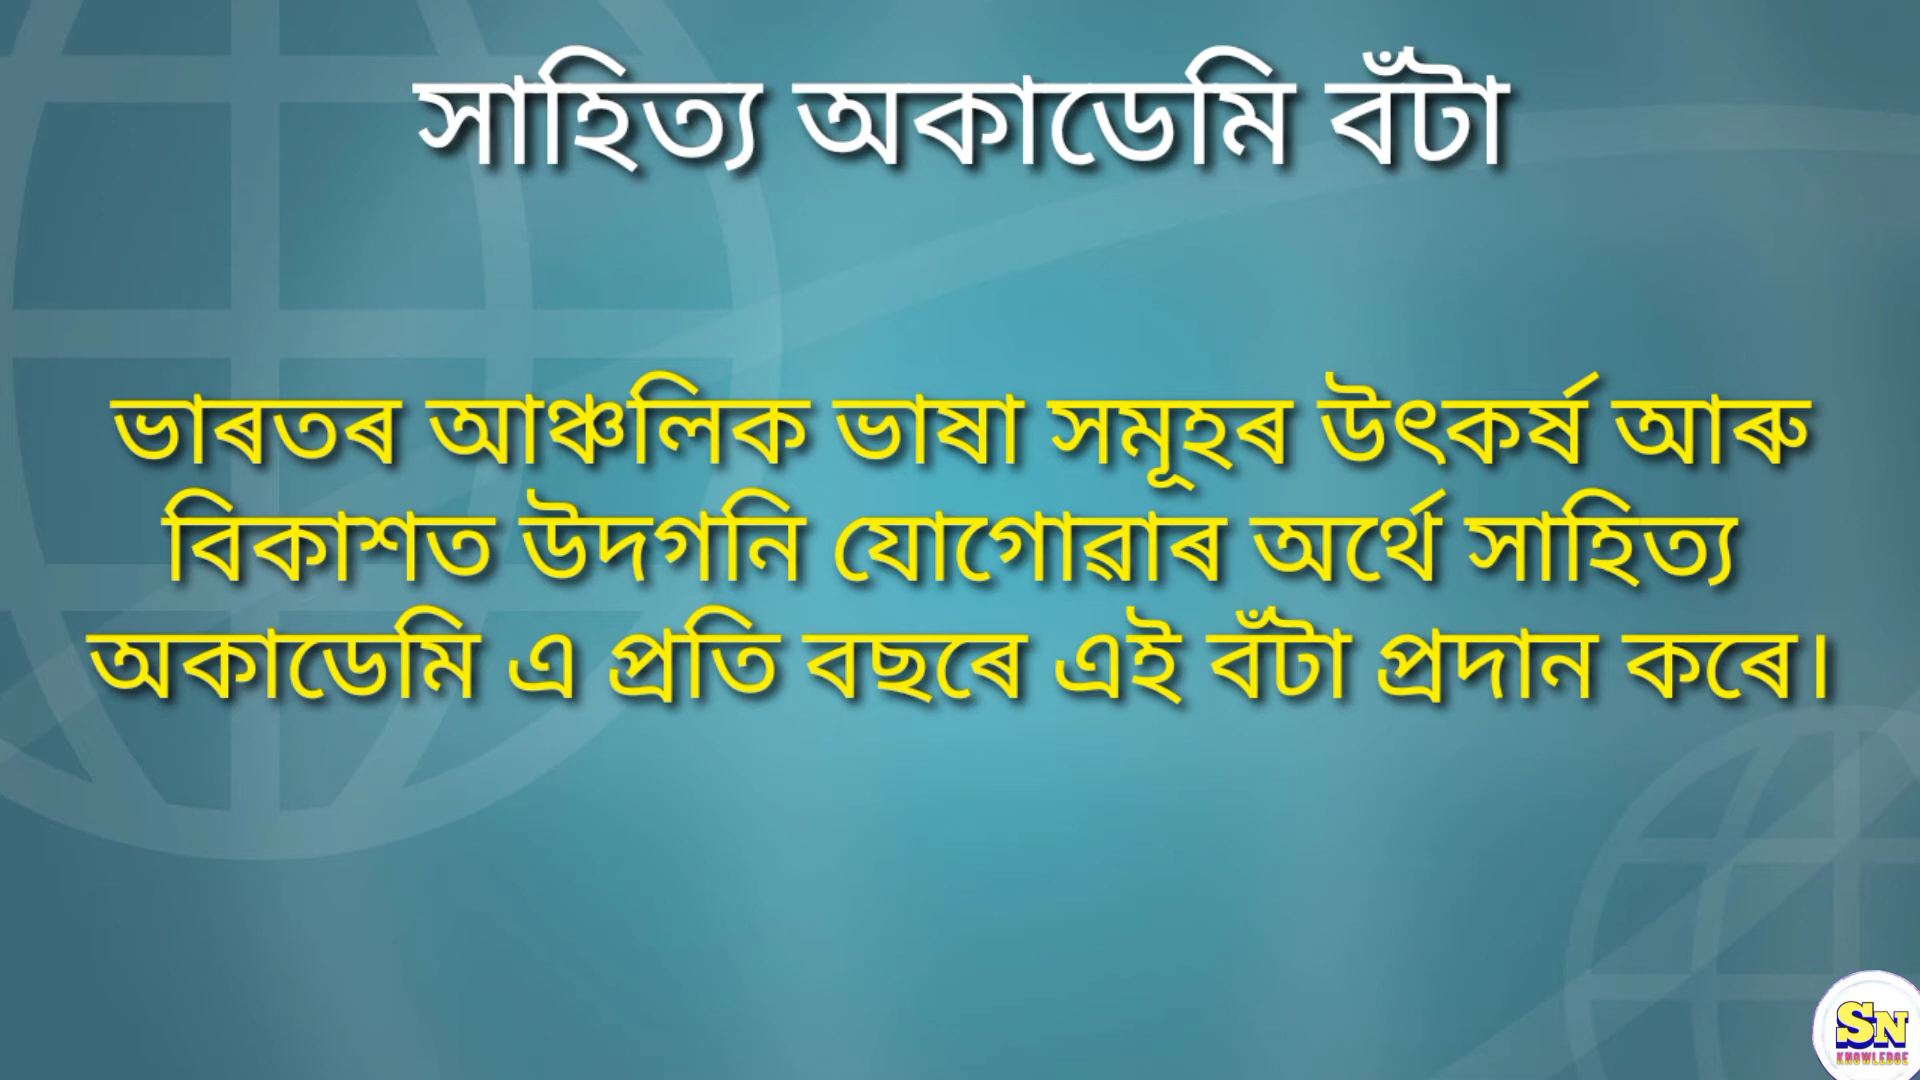 সাহিত্য অকাডেমি বঁটা
ভাৰতৰ আঞ্চলিক ভাষা সমূহৰ উৎকৰ্ষ আৰু
বিকাশত উদগনি যোগোৱাৰ অৰ্থে সাহিত্য
অকাডেমি এ প্ৰতি বছৰে এই বঁটা প্ৰদান কৰে।
SN
KNOWLEDGE